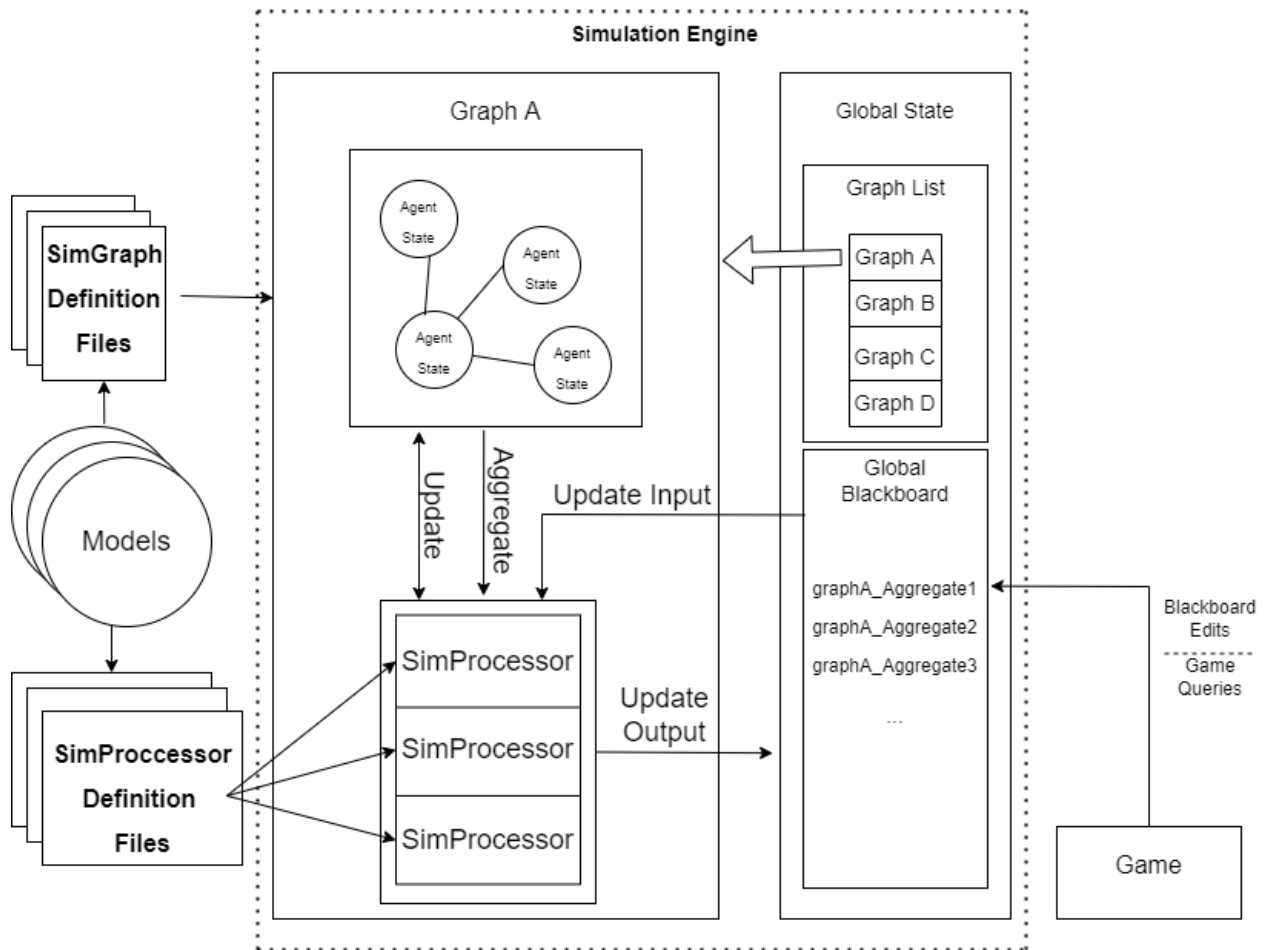 Simulation Engine
Graph A
Agent
State
Agent
State
Agent
State
Agent
State
Update
Aggregate
Update Input
SimProcessor
SimProcessor
SimProcessor
Update
Output
Global State
Graph List
Graph A
Graph B
Graph C
Graph D
Global
Blackboard
graphA_Aggregate1
graphA_Aggregate2
graphA_Aggregate3
...
SimGraph
Definition
Files
Models
SimProccessor
Definition
Files
Blackboard
Edits
Game
Queries
Game